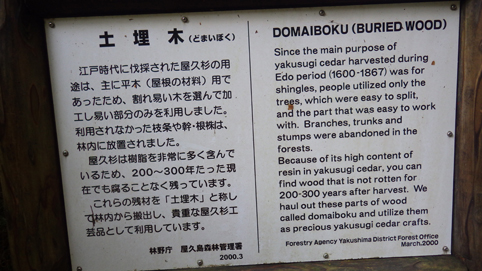 土埋木(どまいぼく)
江戸時代に伐採された屋久杉の用
途は、主に平木(屋根の材料)用で
あったため、割れ易い木を選んで加
工し易い部分のみを利用しました。
利用されなかった枝条や幹・根株は、
林内に放置されました。
屋久杉は樹脂を非常に多く含んで
いるため、200〜300年たった現
在でも腐ることなく残っています。
これらの残材を「土埋木」と称し
て林内から搬出し、貴重な屋久杉工
芸品として利用しています。
林野庁 屋久島森林管理署
2000.3
DOMAIBOKU (BURIED WOOD)
Since the main purpose of
yakusugi cedar harvested during
Edo period (1600-1867) was for
shingles, people utilized only the
trees, which were easy to split,
and the part that was easy to work
with. Branches, trunks and
stumps were abandoned in the
forests.
Because of its high content of
resin in yakusugi cedar, you can
find wood that is not rotten for
200-300 years after harvest. We
haul out these parts of wood
called domaiboku and utilize them
as precious yakusugi cedar crafts.
Forestry Agency Yakushima District Forest Office
March,2000